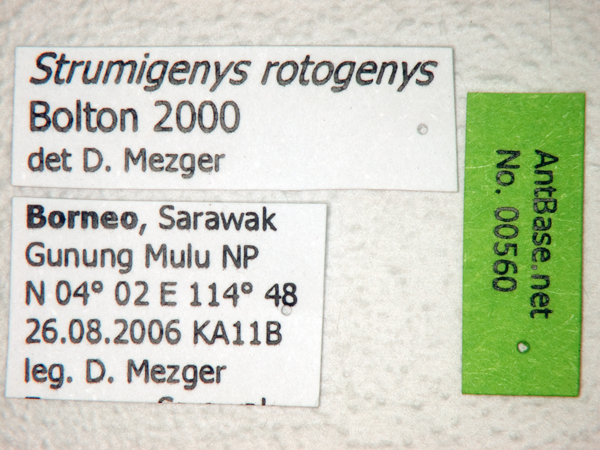 Strumigenys rotogenys
Bolton 2000
det D. Mezger
Borneo, Sarawak
Gunung Mulu NP
N 04° 02 E 114° 48
26.08.2006 KA11B
leg. D. Mezger
AntBase.net
No. 00560